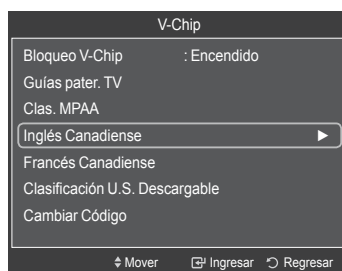 V-Chip
Bloqueo V-Chip : Encendido
Guías pater. TV
Clas. MPAA
Inglés Canadiense ►
Francés Canadiense
Clasificación U.S. Descargable
Cambiar Código
Mover Ingresar Regresar